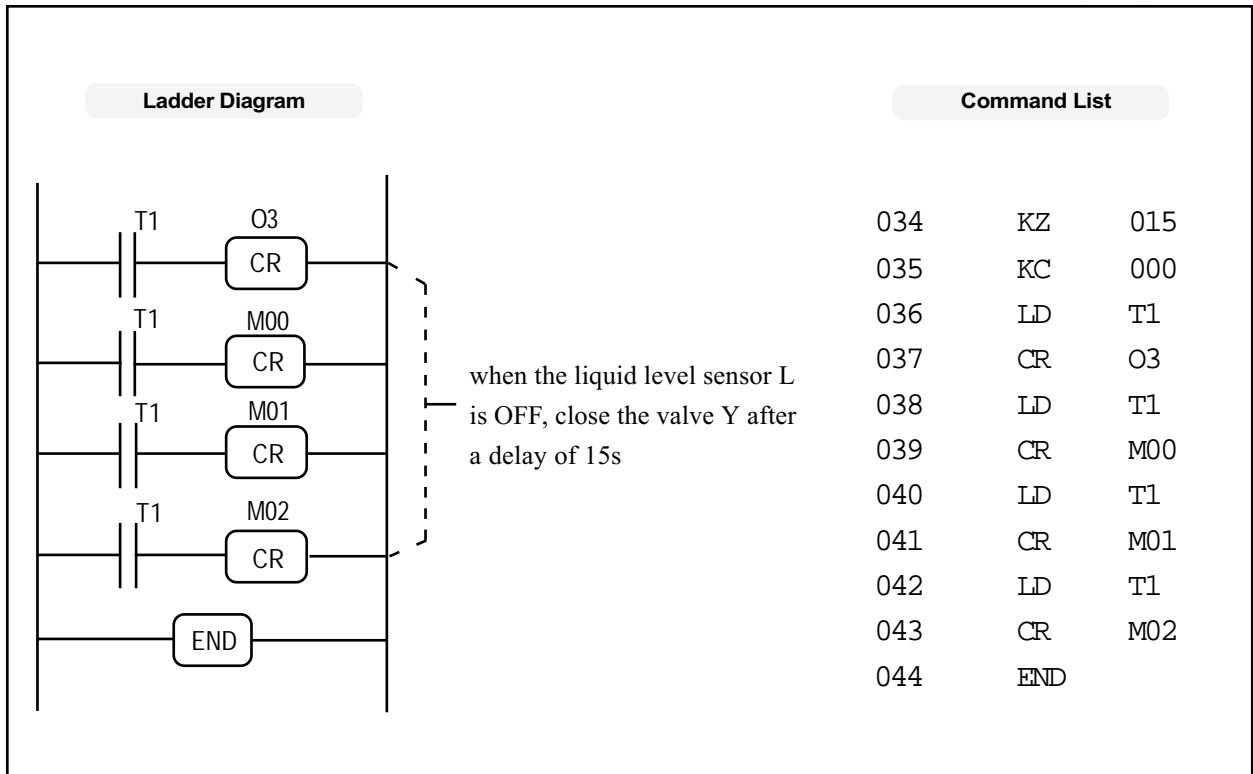 Ladder Diagram
T1 O3
CR
T1 M00
CR
T1 M01
CR
T1 M02
CR
END
when the liquid level sensor L
is OFF, close the valve Y after
a delay of 15s
Command List
034 KZ 015
035 KC 000
036 LD T1
037 CR O3
038 LD T1
039 CR M00
040 LD T1
041 CR M01
042 LD T1
043 CR M02
044 END